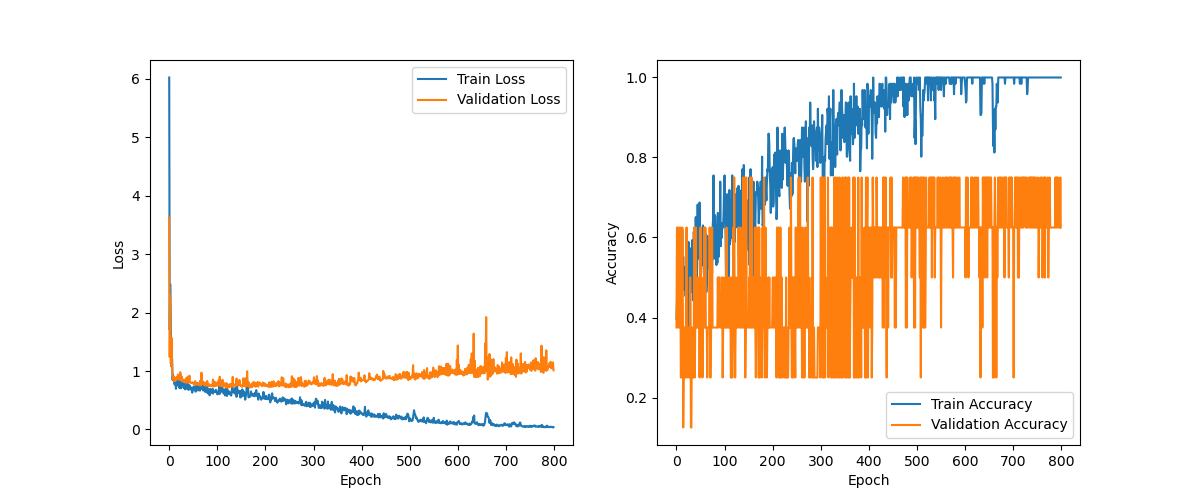 6
5
4
3
2
1
0
0 100 200 300 400 500 600 700 800
Loss
Epoch
Train Loss
Validation Loss
1.0
0.8
0.6
0.4
0.2
0 100 200 300 400 500 600 700 800
Accuracy
Epoch
Train Accuracy
Validation Accuracy